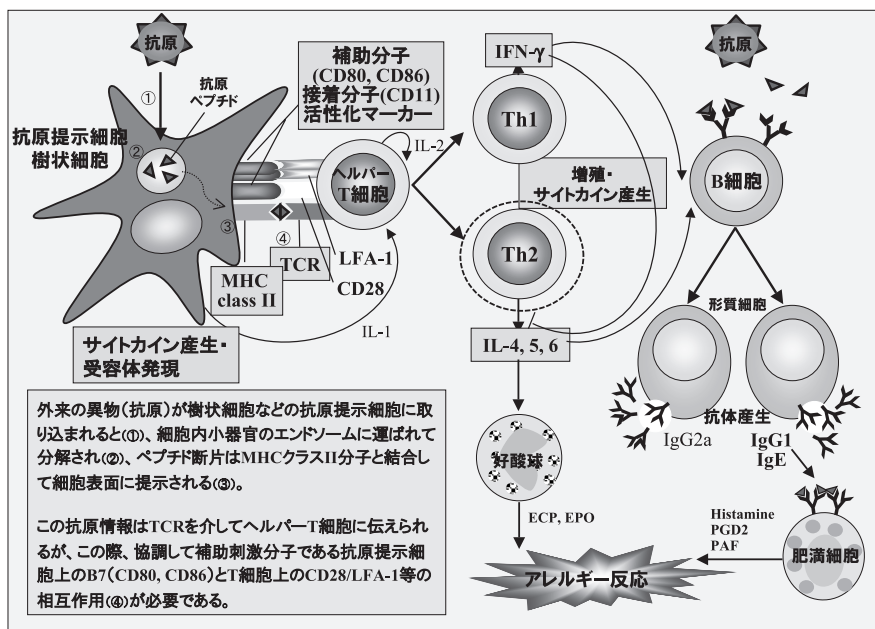 抗原
①
抗原
ペプチド
抗原提示細胞
樹状細胞
②
③
補助分子
(CD80, CD86)
接着分子(CD11)
活性化マーカー
IL-2
ヘルパー
T細胞
④
TCR
LFA-1
MHC
class II
CD28
IL-1
サイトカイン産生・
受容体発現
IFN-γ
Th1
増殖・
サイトカイン産生
Th2
IL-4, 5, 6
抗原
B細胞
形質細胞
抗体産生
IgG2a
IgG1
IgE
好酸球
ECP, EPO
Histamine
PGD2
PAF
肥満細胞
アレルギー反応
外来の異物(抗原)が樹状細胞などの抗原提示細胞に取
り込まれると(①)、細胞内小器官のエンドソームに運ばれて
分解され(②)、ペプチド断片はMHCクラスII分子と結合して
細胞表面に提示される(③)。
この抗原情報はTCRを介してヘルパーT細胞に伝えられ
るが、この際、協調して補助刺激分子である抗原提示細
胞上のB7(CD80, CD86)とT細胞上のCD28/LFA-1等の
相互作用(④)が必要である。